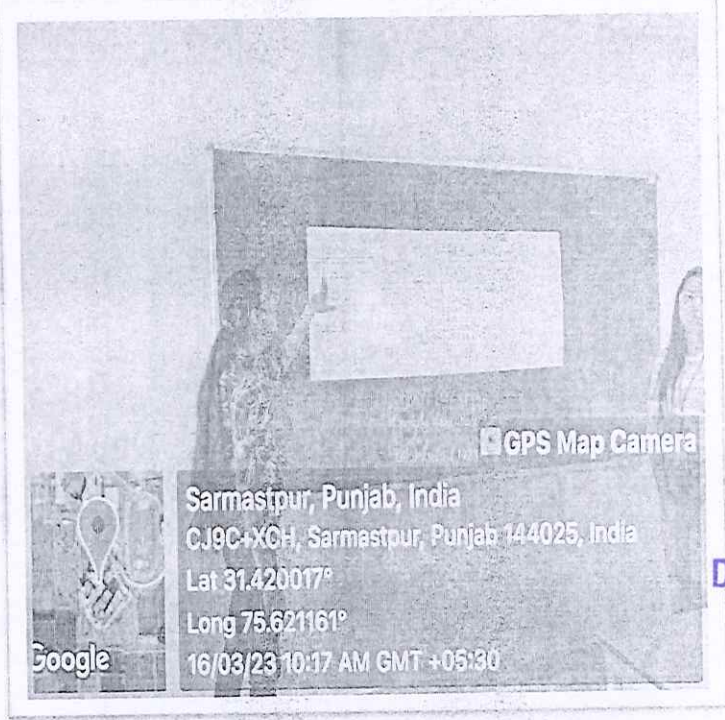 GPS Map Camera
Sarmastpur, Punjab, India
CJ9C+XCH, Sarmastpur, Punjab 144025, India
Lat 31.420017°
Long 75.621161°
Google
16/03/23 10:17 AM GMT +05:30
D